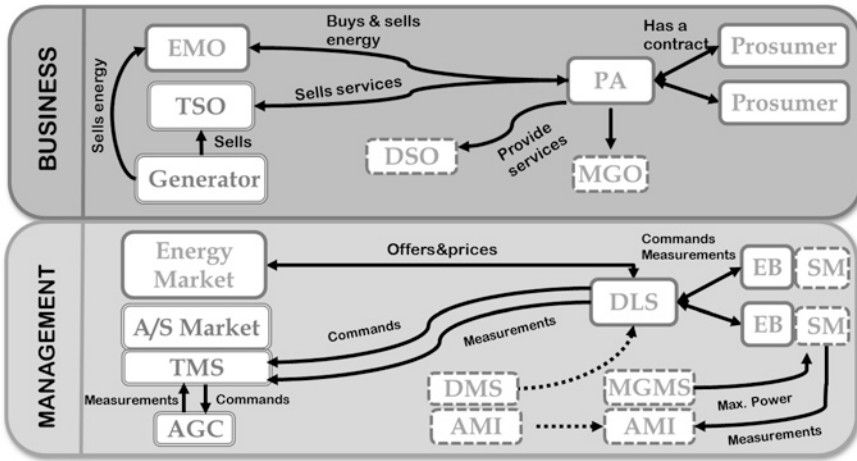 BUSINESS
EMO
TSO
Generator
Sells energy
Sells
Buys & sells
energy
Sells services
DSO
Provide
services
PA
MGO
Has a
contract
Prosumer
Prosumer
MANAGEMENT
Energy
Market
A/S Market
TMS
AGC
Measurements
Commands
Offers&prices
Commands
Measurements
DLS
DMS
AMI
MGMS
AMI
Commands
Measurements
EB
SM
EB
SM
Max. Power
Measurements